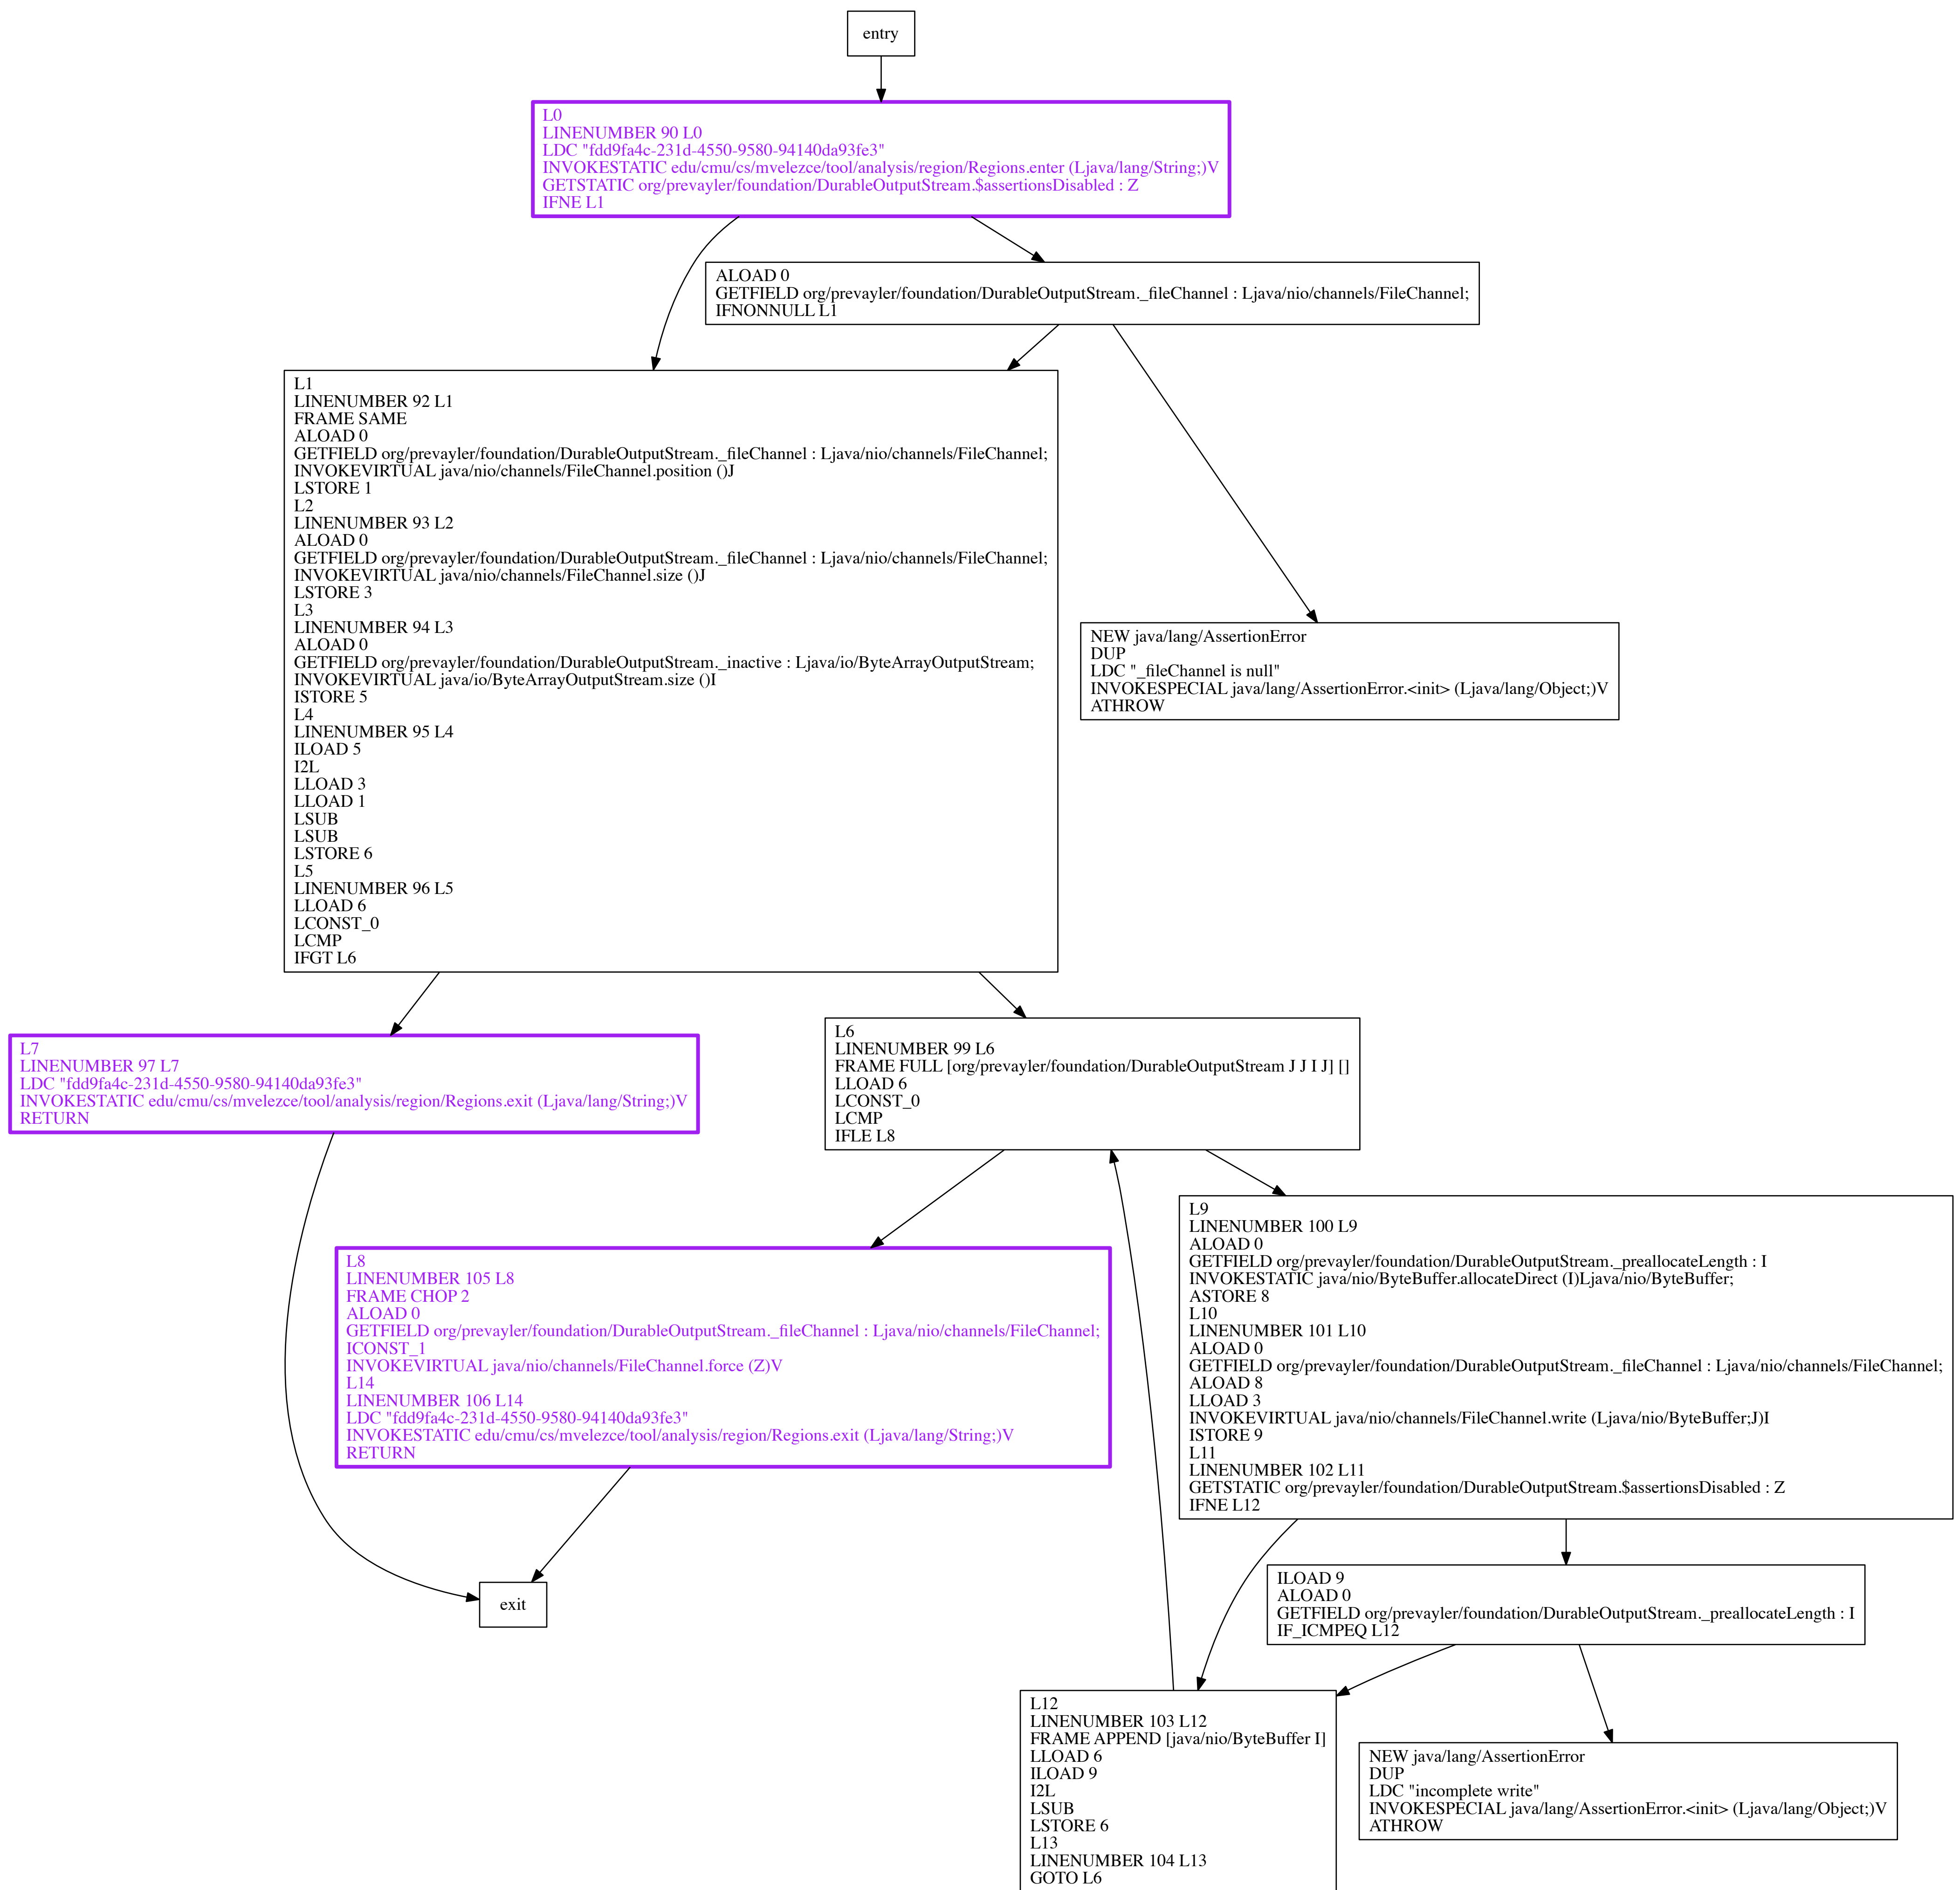 entry
L0
LINENUMBER 90 L0
LDC "fdd9fa4c-231d-4550-9580-94140da93fe3"
INVOKESTATIC edu/cmu/cs/mvelezce/tool/analysis/region/Regions.enter (Ljava/lang/String;)V
GETSTATIC org/prevayler/foundation/DurableOutputStream.$assertionsDisabled : Z
IFNE L1
ALOAD 0
GETFIELD org/prevayler/foundation/DurableOutputStream._fileChannel : Ljava/nio/channels/FileChannel;
IFNONNULL L1
L1
LINENUMBER 92 L1
FRAME SAME
ALOAD 0
GETFIELD org/prevayler/foundation/DurableOutputStream._fileChannel : Ljava/nio/channels/FileChannel;
INVOKEVIRTUAL java/nio/channels/FileChannel.position ()J
LSTORE 1
L2
LINENUMBER 93 L2
ALOAD 0
GETFIELD org/prevayler/foundation/DurableOutputStream._fileChannel : Ljava/nio/channels/FileChannel;
INVOKEVIRTUAL java/nio/channels/FileChannel.size ()J
LSTORE 3
L3
LINENUMBER 94 L3
ALOAD 0
GETFIELD org/prevayler/foundation/DurableOutputStream._inactive : Ljava/io/ByteArrayOutputStream;
INVOKEVIRTUAL java/io/ByteArrayOutputStream.size ()I
ISTORE 5
L4
LINENUMBER 95 L4
ILOAD 5
I2L
LLOAD 3
LLOAD 1
LSUB
LSUB
LSTORE 6
L5
LINENUMBER 96 L5
LLOAD 6
LCONST_0
LCMP
IFGT L6
NEW java/lang/AssertionError
DUP
LDC "_fileChannel is null"
INVOKESPECIAL java/lang/AssertionError.<init> (Ljava/lang/Object;)V
ATHROW
L7
LINENUMBER 97 L7
LDC "fdd9fa4c-231d-4550-9580-94140da93fe3"
INVOKESTATIC edu/cmu/cs/mvelezce/tool/analysis/region/Regions.exit (Ljava/lang/String;)V
RETURN
L6
LINENUMBER 99 L6
FRAME FULL [org/prevayler/foundation/DurableOutputStream J J I J] []
LLOAD 6
LCONST_0
LCMP
IFLE L8
L8
LINENUMBER 105 L8
FRAME CHOP 2
ALOAD 0
GETFIELD org/prevayler/foundation/DurableOutputStream._fileChannel : Ljava/nio/channels/FileChannel;
ICONST_1
INVOKEVIRTUAL java/nio/channels/FileChannel.force (Z)V
L14
LINENUMBER 106 L14
LDC "fdd9fa4c-231d-4550-9580-94140da93fe3"
INVOKESTATIC edu/cmu/cs/mvelezce/tool/analysis/region/Regions.exit (Ljava/lang/String;)V
RETURN
L9
LINENUMBER 100 L9
ALOAD 0
GETFIELD org/prevayler/foundation/DurableOutputStream._preallocateLength : I
INVOKESTATIC java/nio/ByteBuffer.allocateDirect (I)Ljava/nio/ByteBuffer;
ASTORE 8
L10
LINENUMBER 101 L10
ALOAD 0
GETFIELD org/prevayler/foundation/DurableOutputStream._fileChannel : Ljava/nio/channels/FileChannel;
ALOAD 8
LLOAD 3
INVOKEVIRTUAL java/nio/channels/FileChannel.write (Ljava/nio/ByteBuffer;J)I
ISTORE 9
L11
LINENUMBER 102 L11
GETSTATIC org/prevayler/foundation/DurableOutputStream.$assertionsDisabled : Z
IFNE L12
exit
ILOAD 9
ALOAD 0
GETFIELD org/prevayler/foundation/DurableOutputStream._preallocateLength : I
IF_ICMPEQ L12
L12
LINENUMBER 103 L12
FRAME APPEND [java/nio/ByteBuffer I]
LLOAD 6
ILOAD 9
I2L
LSUB
LSTORE 6
L13
LINENUMBER 104 L13
GOTO L6
NEW java/lang/AssertionError
DUP
LDC "incomplete write"
INVOKESPECIAL java/lang/AssertionError.<init> (Ljava/lang/Object;)V
ATHROW